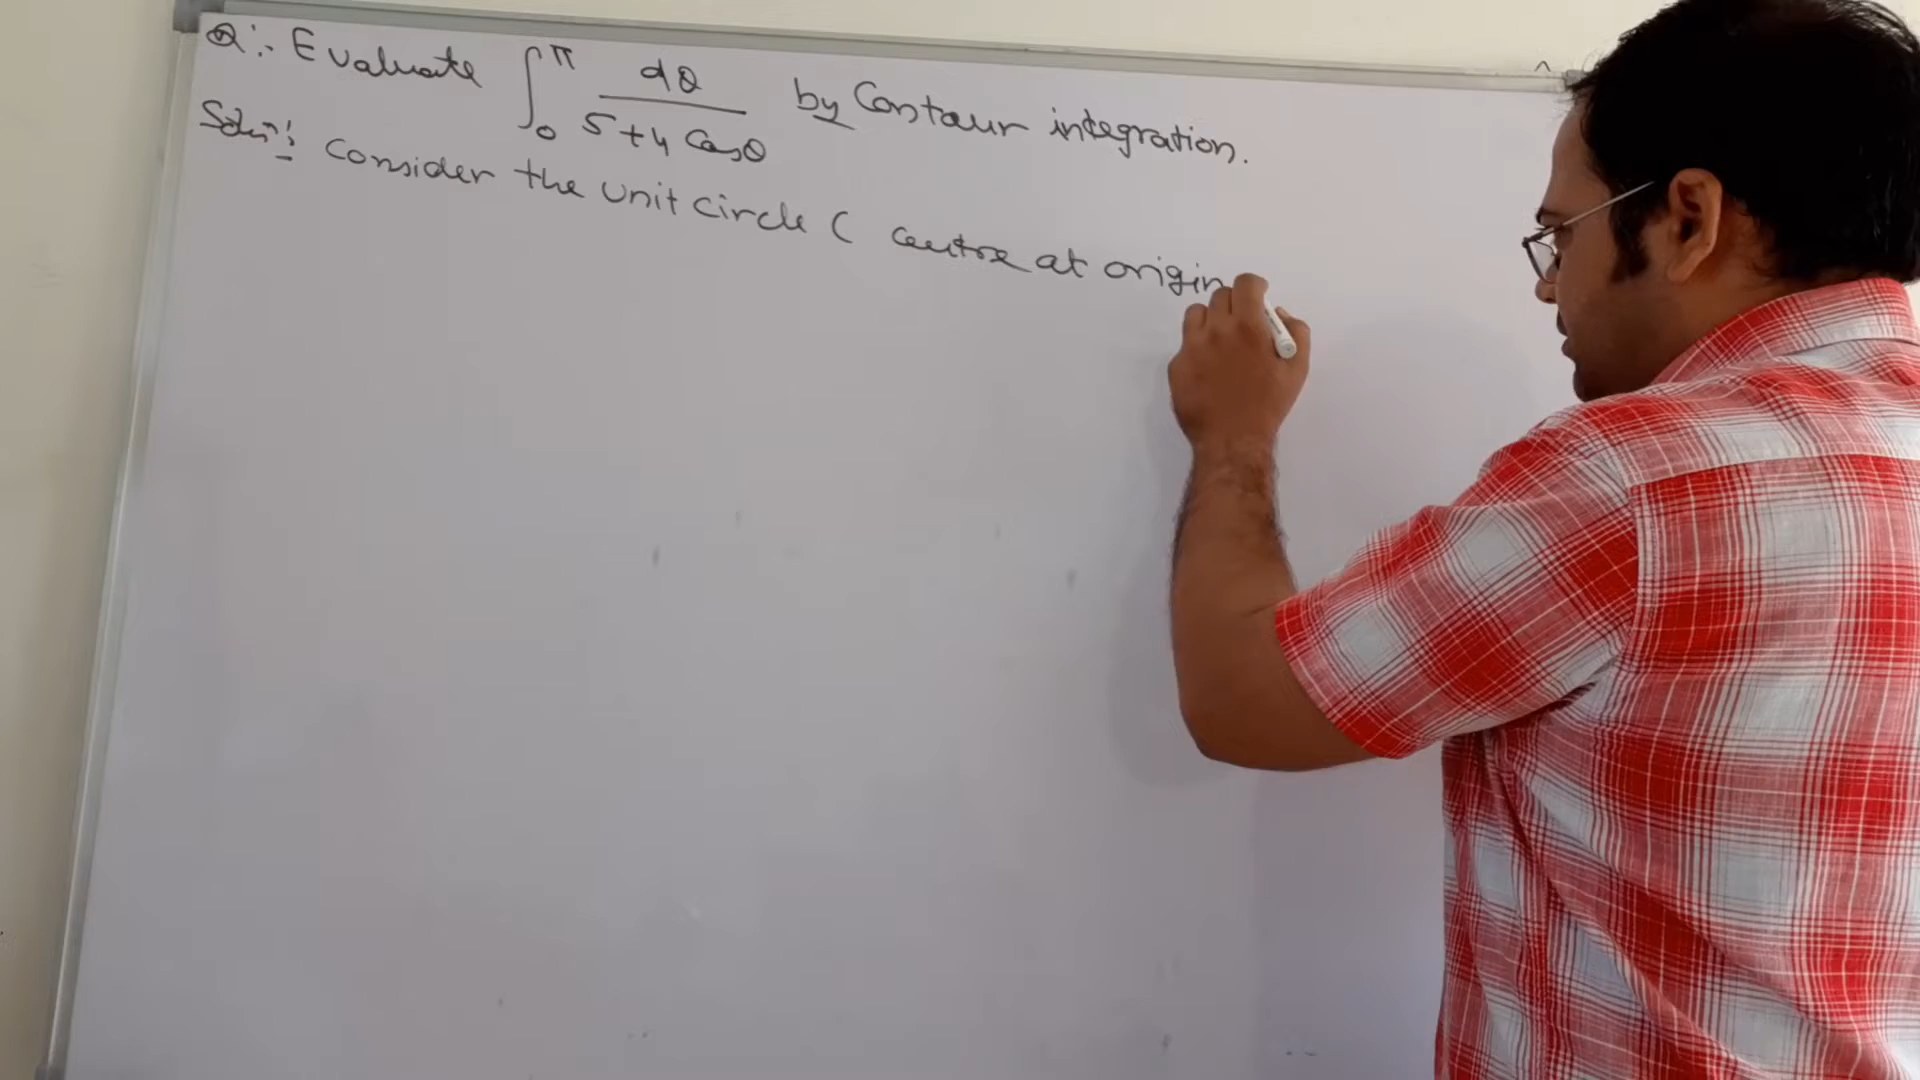 Q:- Evaluate ∫₀^π dθ / (5+4 Cosθ) by Contour integration.
Soln: Consider the Unit Circle C centre at origin